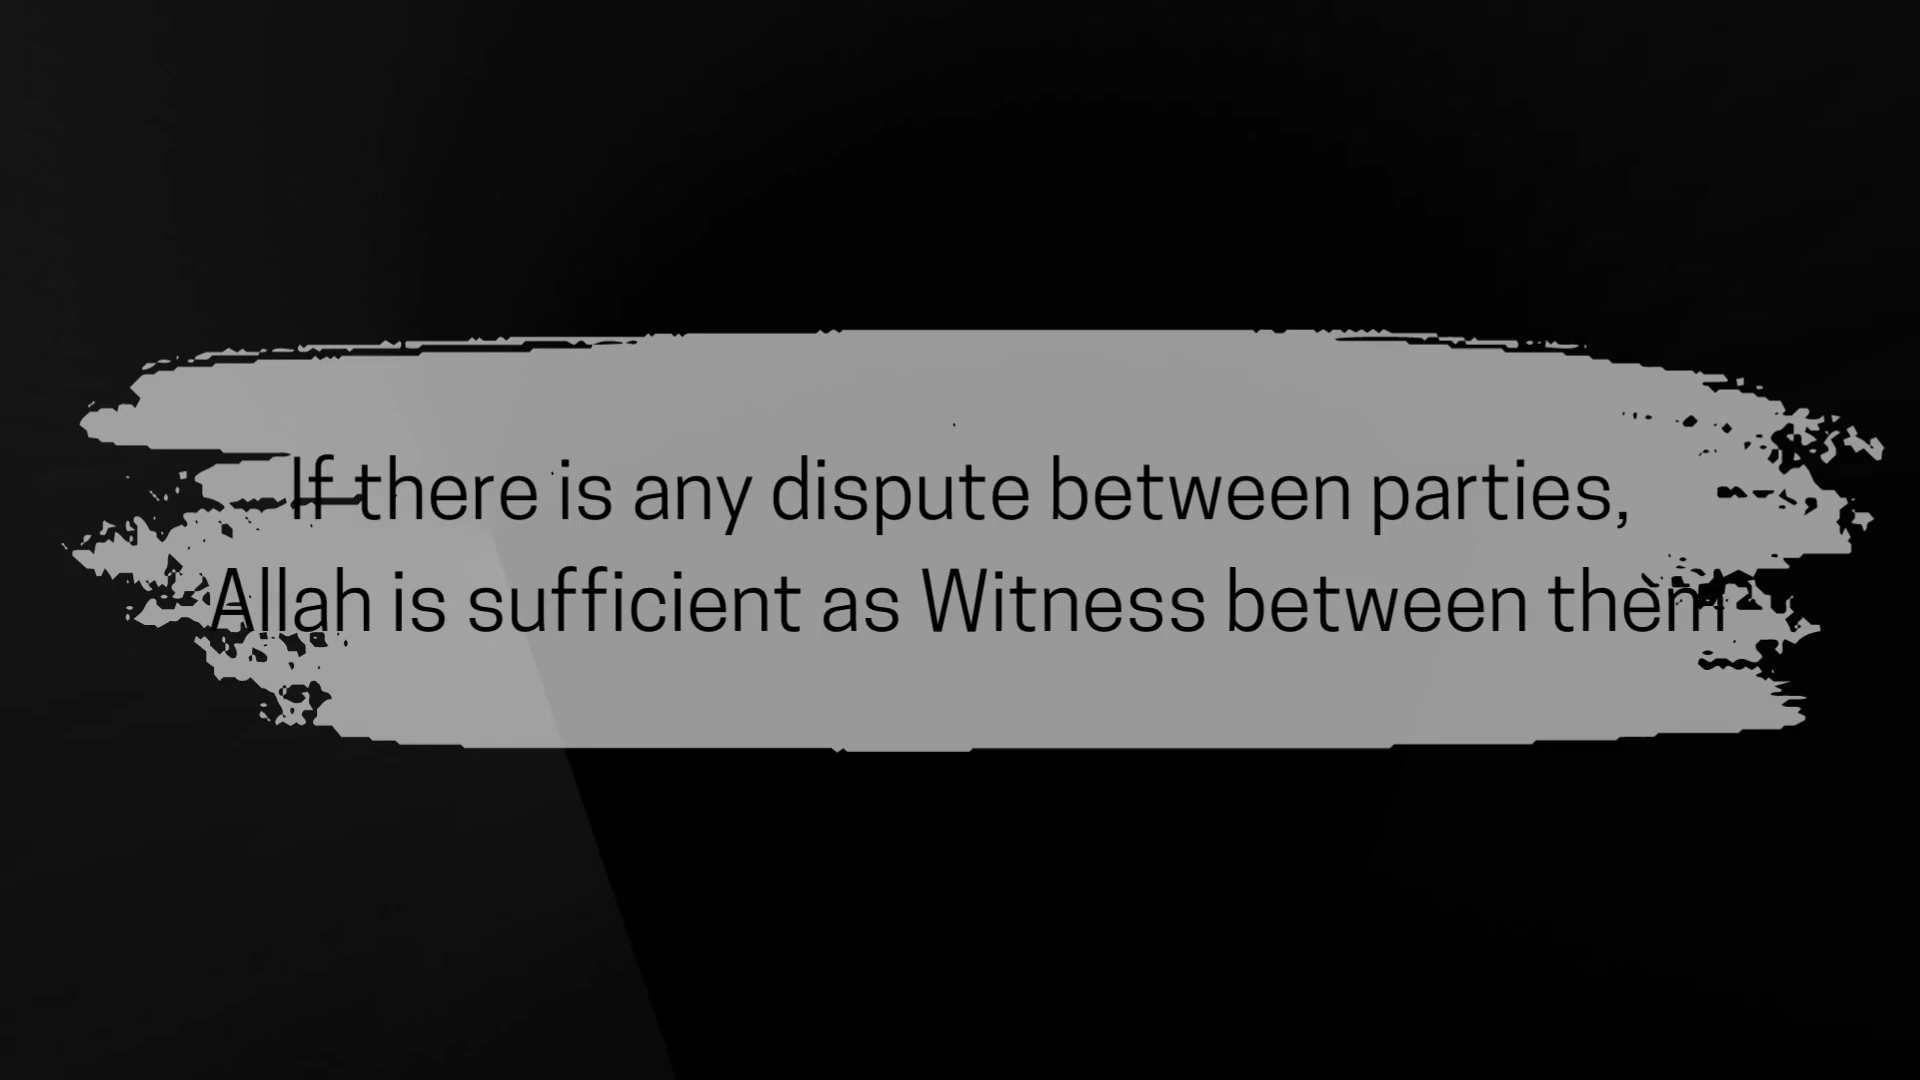 If there is any dispute between parties,
Allah is sufficient as Witness between them